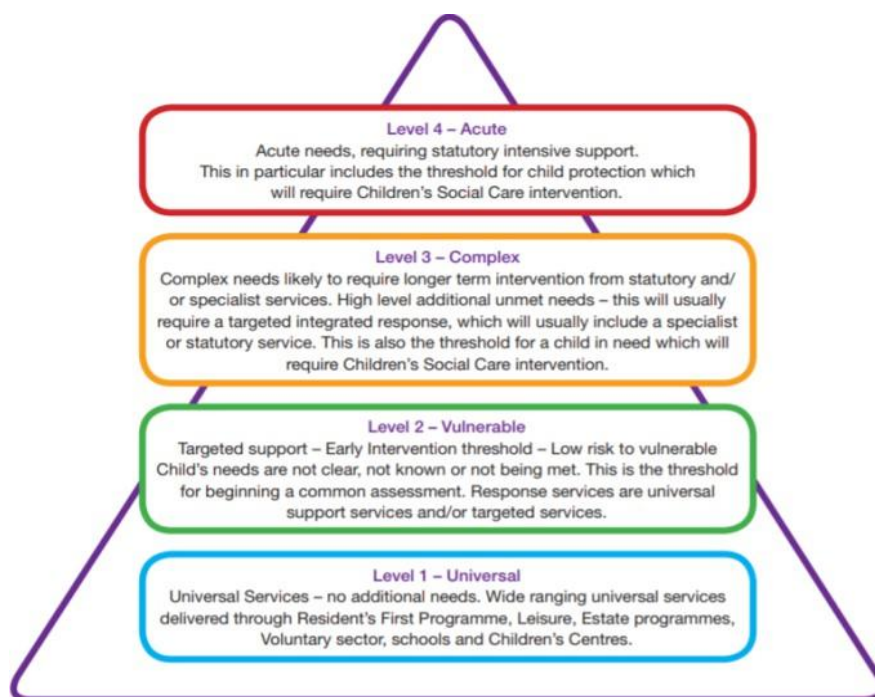 Level 4 – Acute
Acute needs, requiring statutory intensive support.
This in particular includes the threshold for child protection which
will require Children's Social Care intervention.
Level 3 – Complex
Complex needs likely to require longer term intervention from statutory and/
or specialist services. High level additional unmet needs – this will usually
require a targeted integrated response, which will usually include a specialist
or statutory service. This is also the threshold for a child in need which will
require Children's Social Care intervention.
Level 2 – Vulnerable
Targeted support – Early Intervention threshold – Low risk to vulnerable
Child's needs are not clear, not known or not being met. This is the threshold
for beginning a common assessment. Response services are universal
support services and/or targeted services.
Level 1 – Universal
Universal Services – no additional needs. Wide ranging universal services
delivered through Resident's First Programme, Leisure, Estate programmes,
Voluntary sector, schools and Children's Centres.